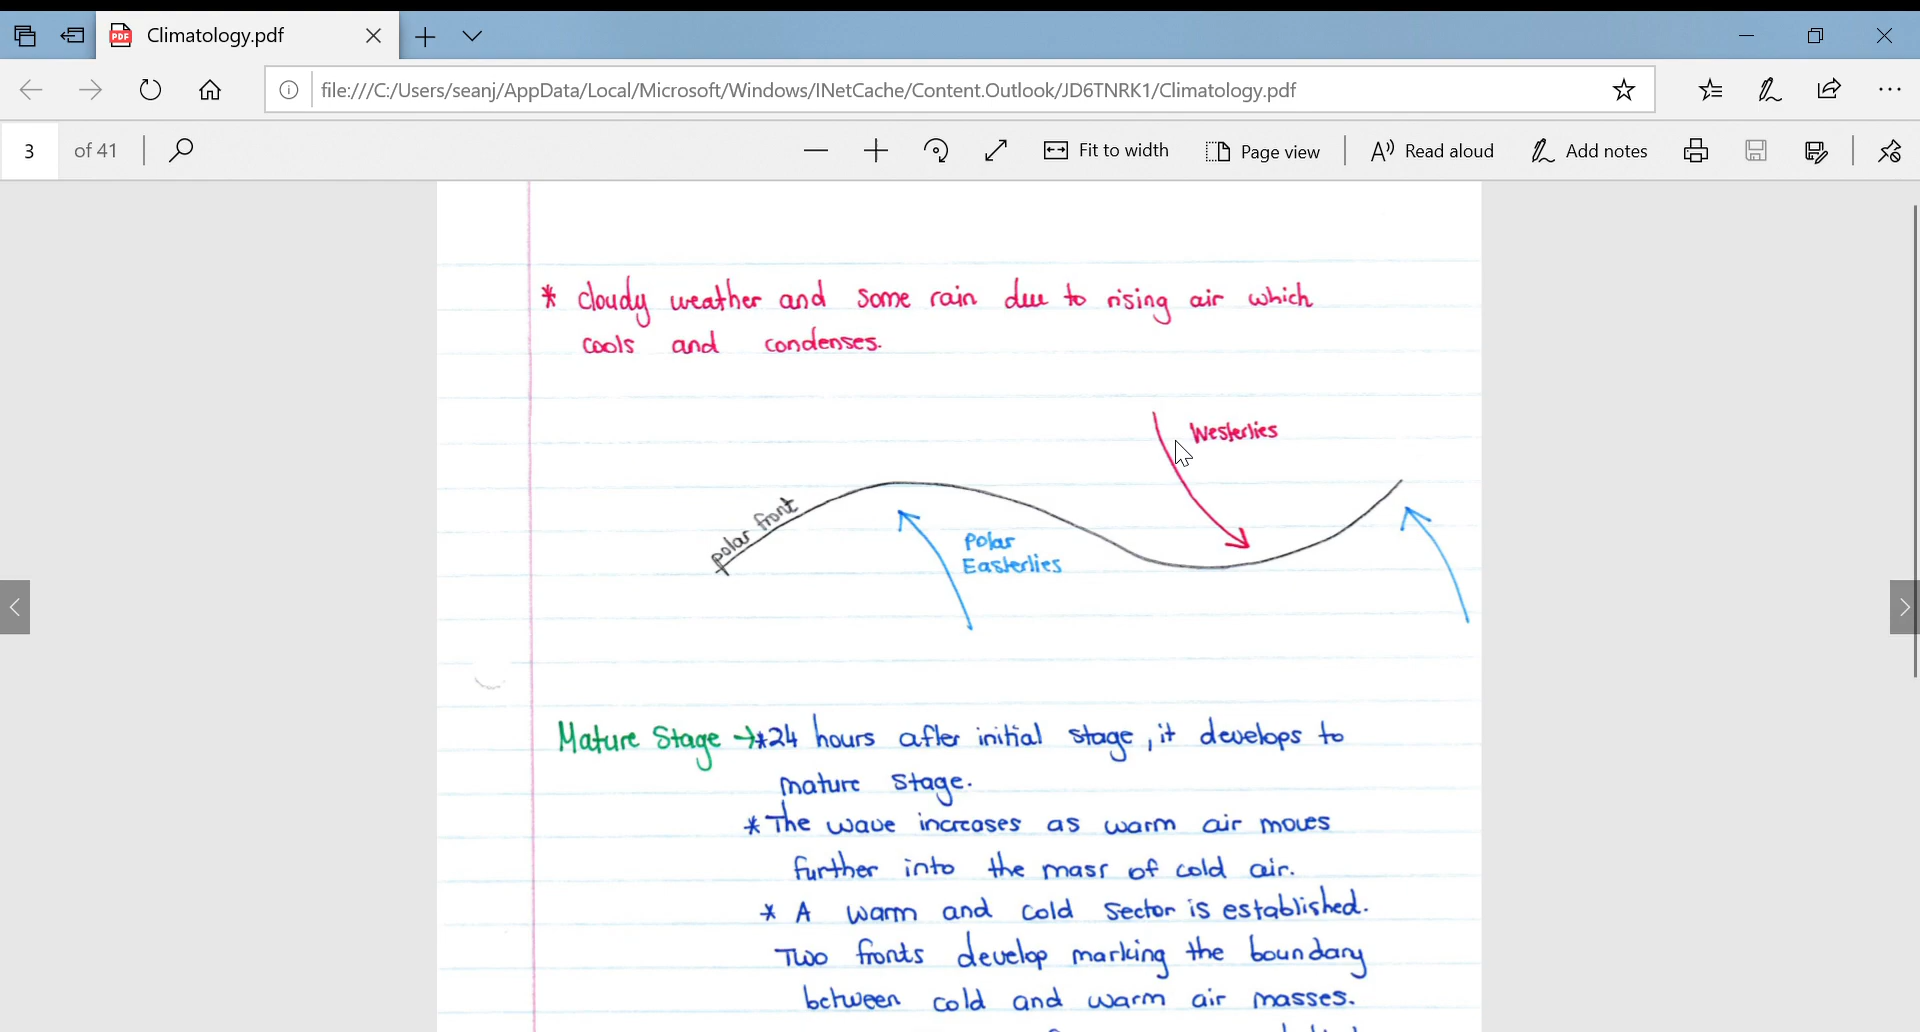 Climatology.pdf
file:///C:/Users/seanj/AppData/Local/Microsoft/Windows/INetCache/Content.Outlook/JD6TNRK1/Climatology.pdf
3 of 41 Fit to width Page view Read aloud Add notes
* cloudy weather and some rain due to rising air which
cools and condenses.
Westerlies
polar front
Polar
Easterlies
Mature Stage → *24 hours after initial stage, it develops to
mature stage.
* The wave increases as warm air moves
further into the mass of cold air.
* A warm and cold sector is established.
Two fronts develop marking the boundary
between cold and warm air masses.